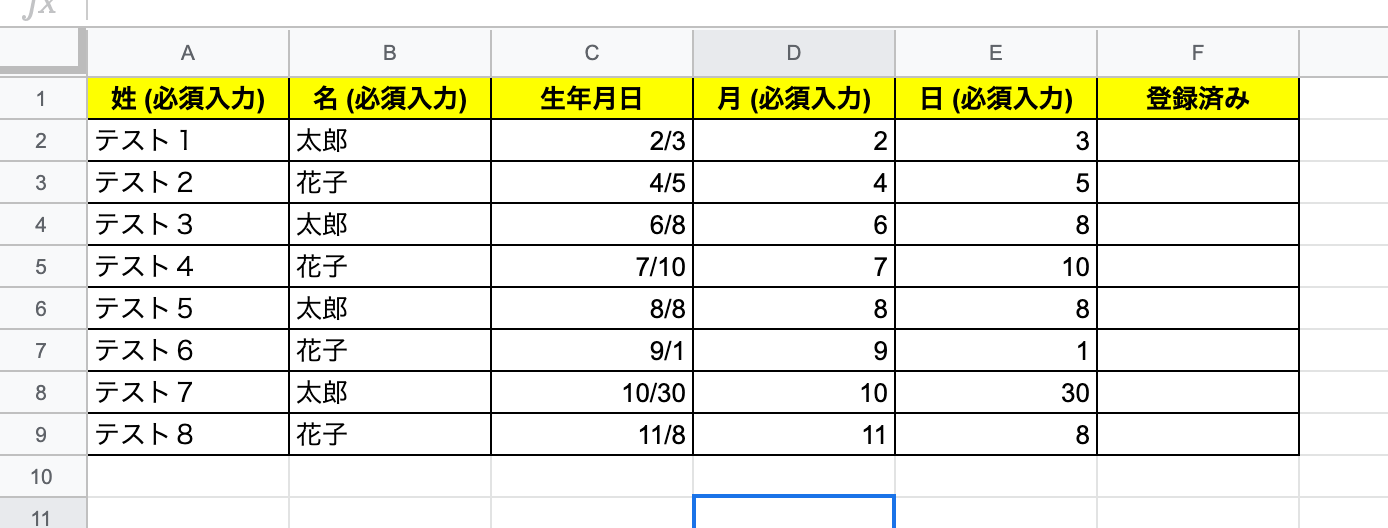 fx
A B C D E F
1 姓 (必須入力) 名 (必須入力) 生年月日 月 (必須入力) 日 (必須入力) 登録済み
2 テスト１ 太郎 2/3 2 3
3 テスト２ 花子 4/5 4 5
4 テスト３ 太郎 6/8 6 8
5 テスト４ 花子 7/10 7 10
6 テスト５ 太郎 8/8 8 8
7 テスト６ 花子 9/1 9 1
8 テスト７ 太郎 10/30 10 30
9 テスト８ 花子 11/8 11 8
10
11